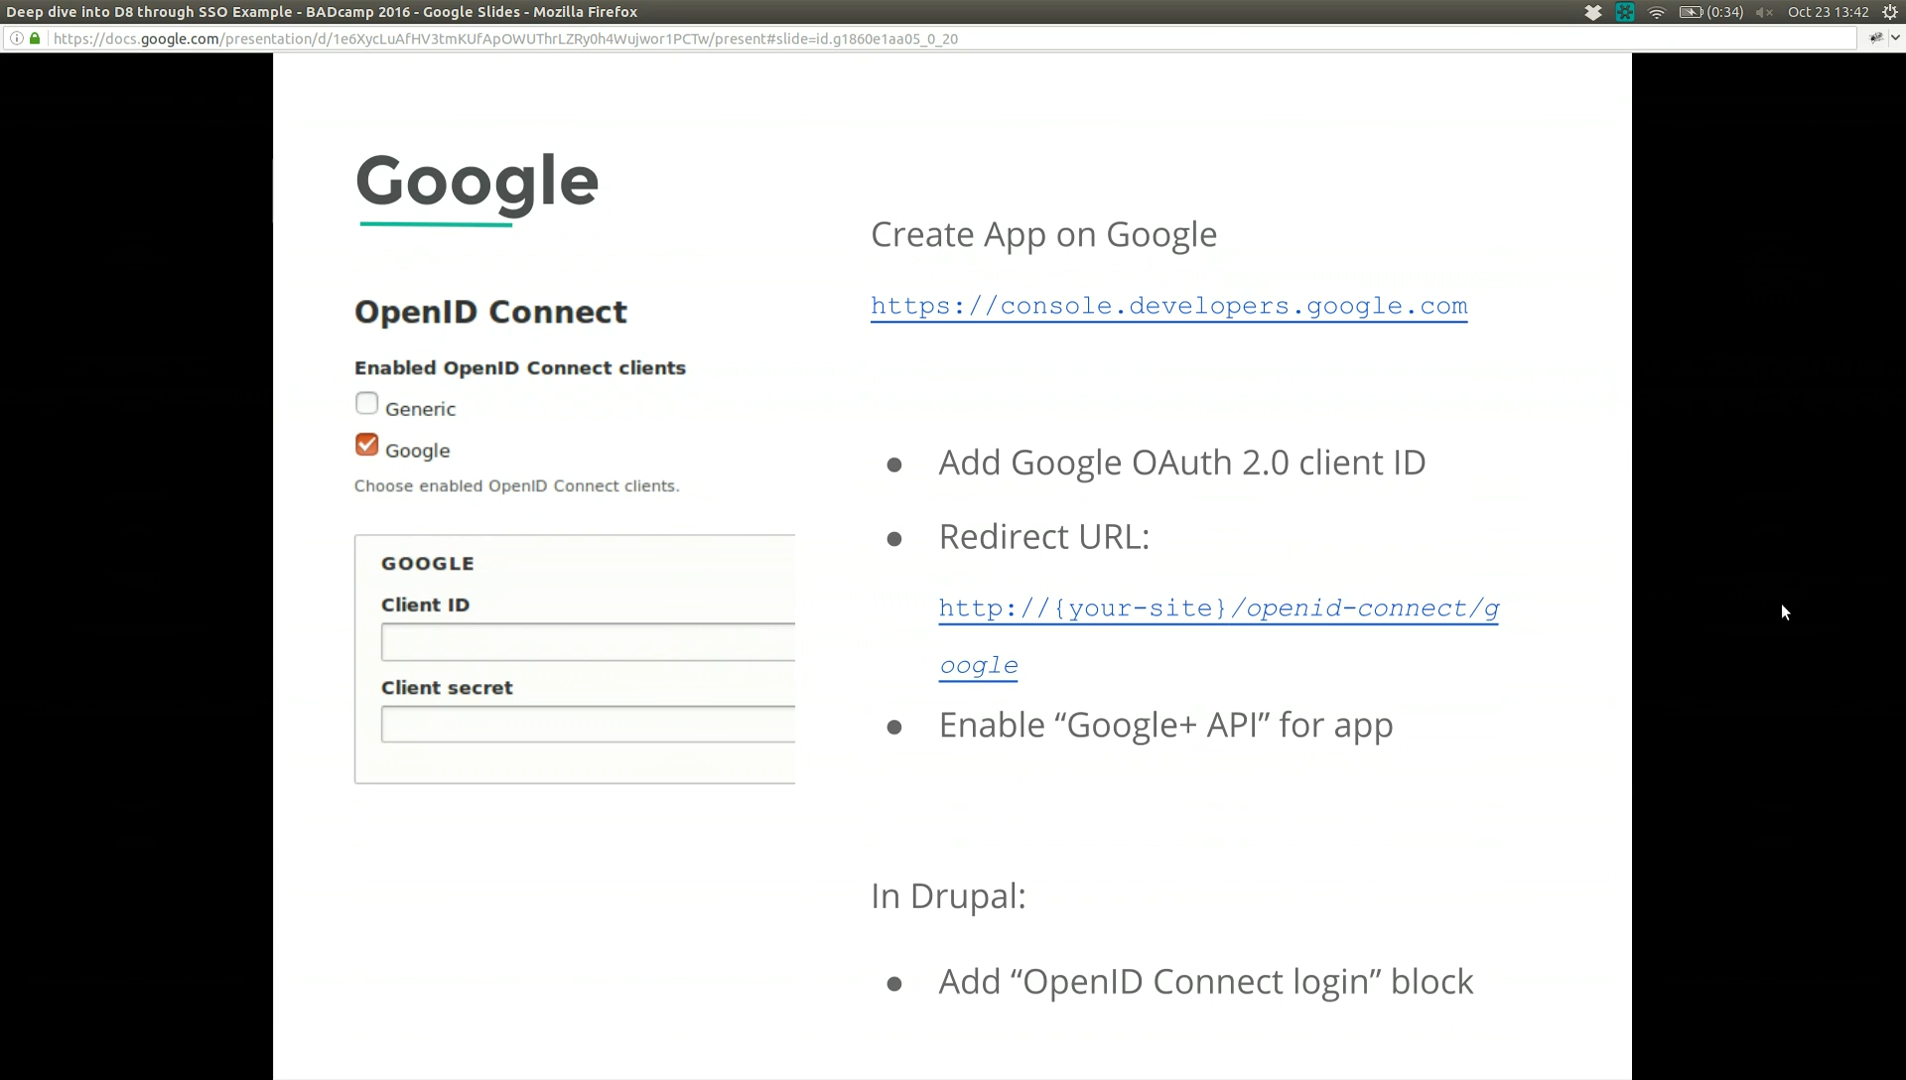 Deep dive into D8 through SSO Example - BADcamp 2016 - Google Slides - Mozilla Firefox
(0:34)
Oct 23 13:42
https://docs.google.com/presentation/d/1e6XycLuAfHV3tmKUfApOWUThrLZRy0h4Wujwor1PCTw/present#slide=id.g1860e1aa05_0_20
Google
OpenID Connect
Enabled OpenID Connect clients
Generic
Google
Choose enabled OpenID Connect clients.
GOOGLE
Client ID
Client secret
Create App on Google
https://console.developers.google.com
● Add Google OAuth 2.0 client ID
● Redirect URL:
http://{your-site}/openid-connect/g
oogle
● Enable “Google+ API” for app
In Drupal:
● Add “OpenID Connect login” block